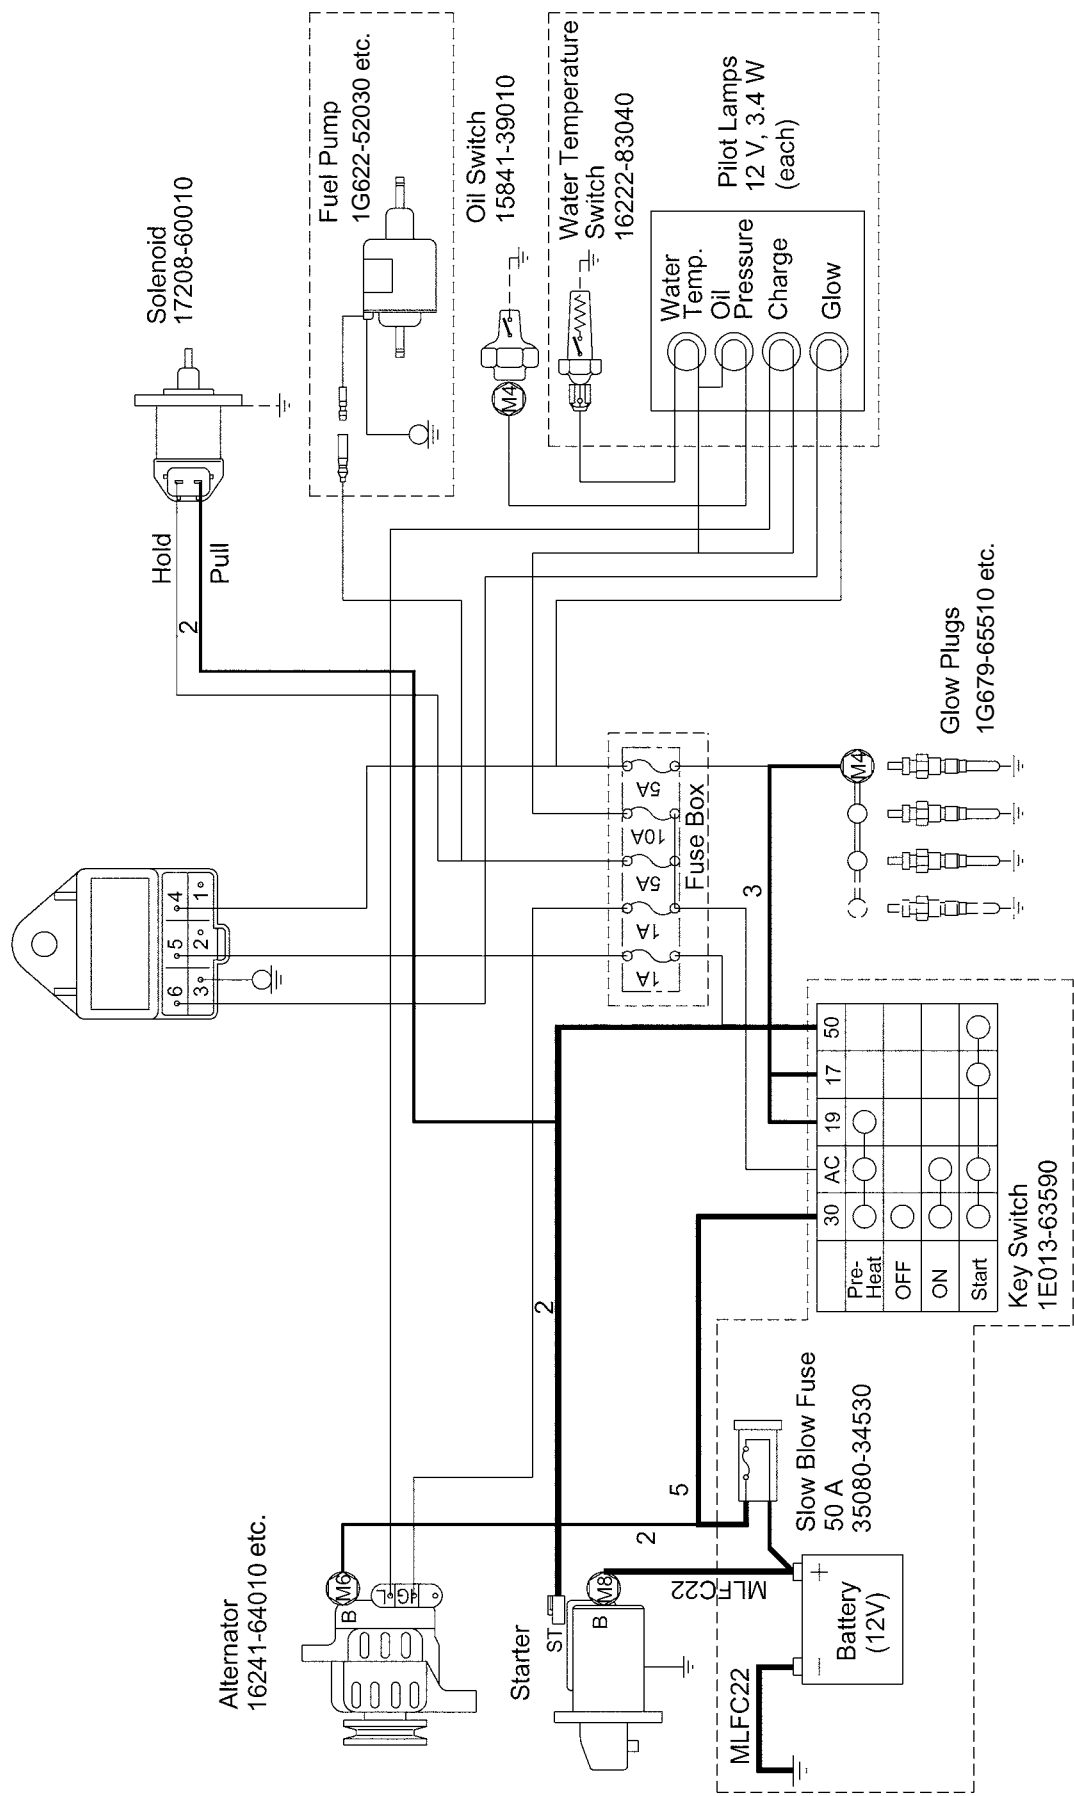 Alternator
16241-64010 etc.
M6
B
IG
L
Starter
ST
B
M8
MLFC22
MLFC22
Battery
(12V)
+
−
2
5
2
Slow Blow Fuse
50 A
35080-34530
Key Switch
1E013-63590
30
AC
19
17
50
Pre-
Heat
OFF
ON
Start
6
5
4
3
2
1
Fuse Box
1A
1A
5A
10A
5A
3
M4
Glow Plugs
1G679-65510 etc.
Solenoid
17208-60010
Hold
2
Pull
Fuel Pump
1G622-52030 etc.
Oil Switch
15841-39010
M4
Water Temperature
Switch
16222-83040
Water
Temp.
Oil
Pressure
Charge
Glow
Pilot Lamps
12 V, 3.4 W
(each)